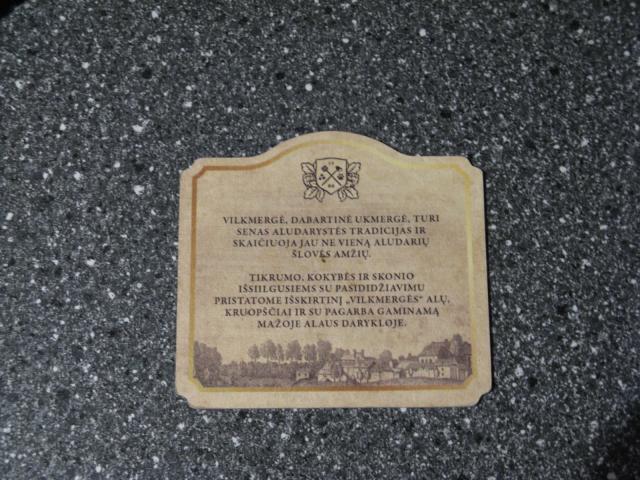 VILKMERGĖ, DABARTINĖ UKMERGĖ, TURI
SENAS ALUDARYSTĖS TRADICIJAS IR
SKAIČIUOJA JAU NE VIENĄ ALUDARIŲ
ŠLOVĖS AMŽIŲ.
TIKRUMO, KOKYBĖS IR SKONIO
IŠSIILGUSIEMS SU PASIDIDŽIAVIMU
PRISTATOME IŠSKIRTINĮ „VILKMERGĖS“ ALŲ,
KRUOPŠČIAI IR SU PAGARBA GAMINAMĄ
MAŽOJE ALAUS DARYKLOJE.